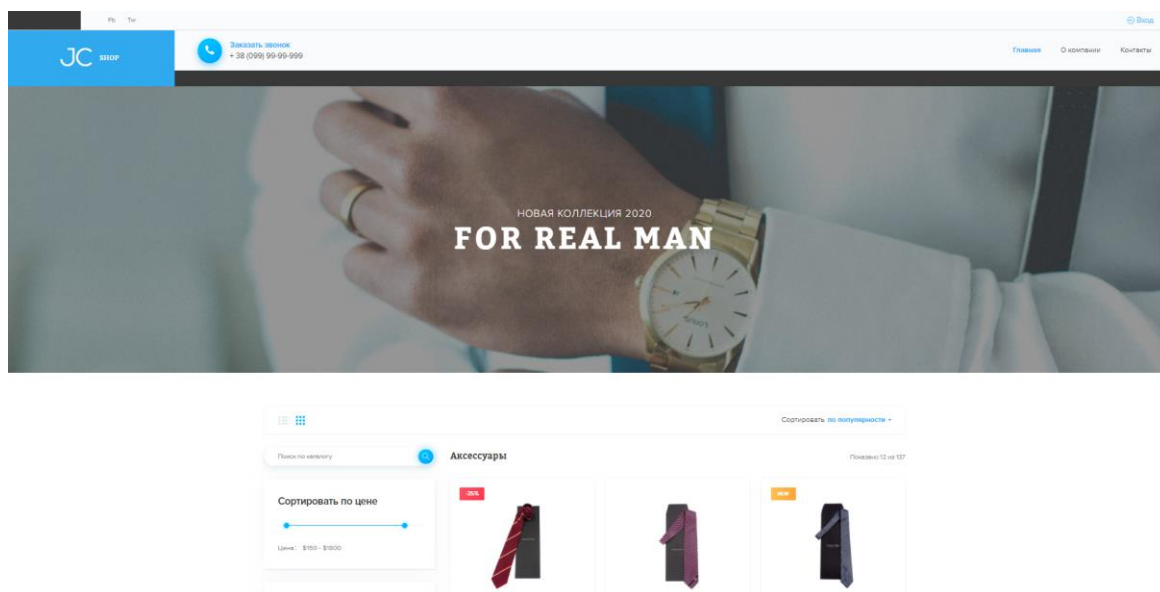 Fb Tw
Вход
JC SHOP
Заказать звонок
+ 38 (099) 99-99-999
Главная О компании Контакты
НОВАЯ КОЛЛЕКЦИЯ 2020
FOR REAL MAN
Сортировать по популярности
Поиск по каталогу
Аксессуары
Показано 12 из 137
-35%
NEW
Сортировать по цене
Цена: $150 - $1800